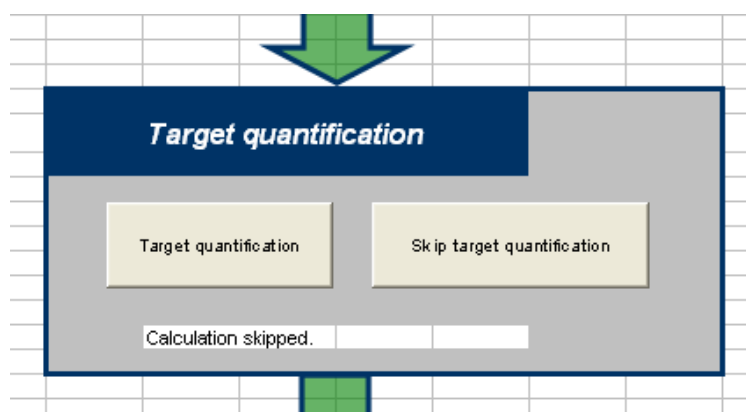 Target quantification
Target quantification
Skip target quantification
Calculation skipped.